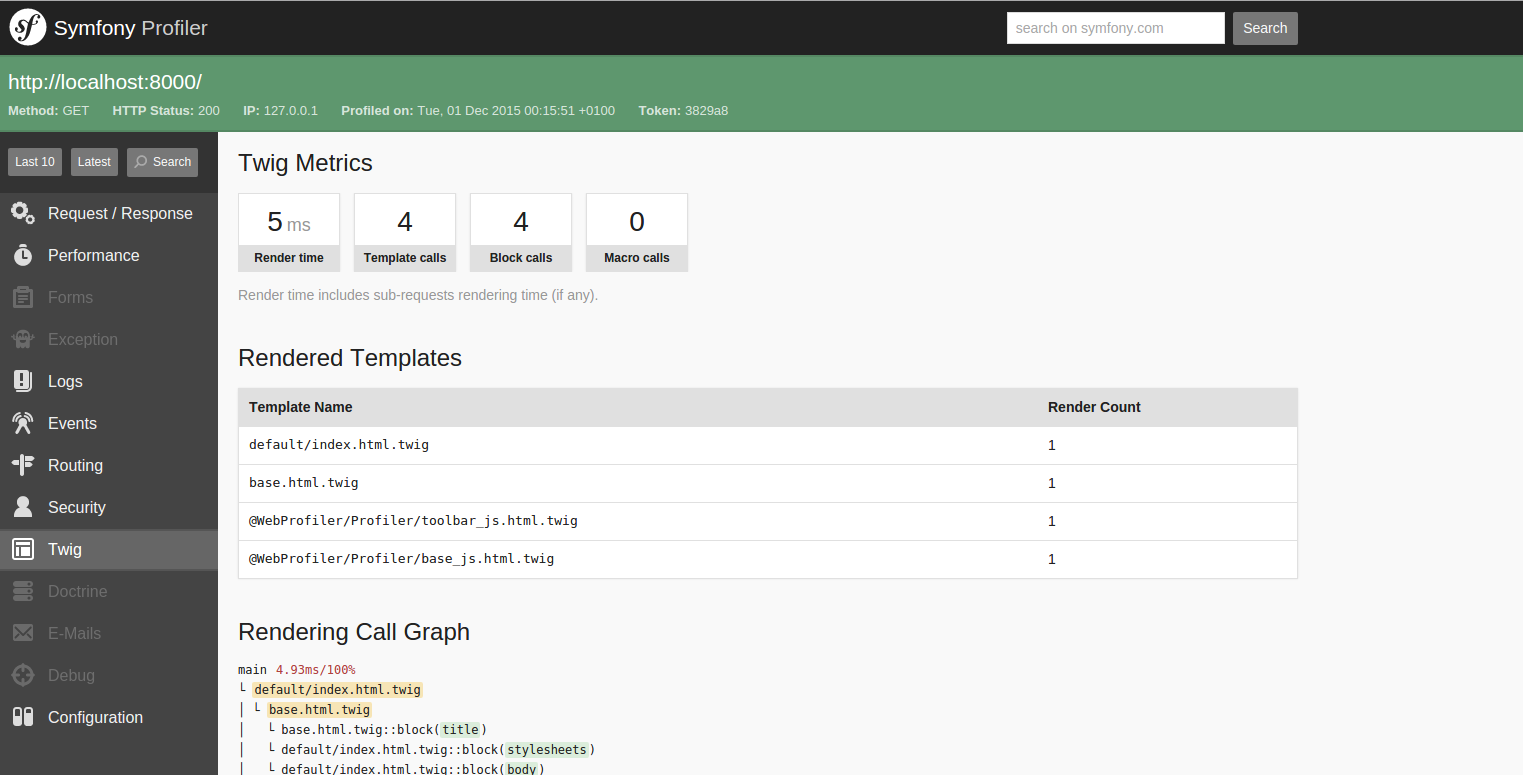 Symfony Profiler
search on symfony.com Search
http://localhost:8000/
Method: GET HTTP Status: 200 IP: 127.0.0.1 Profiled on: Tue, 01 Dec 2015 00:15:51 +0100 Token: 3829a8
Last 10 Latest Search
Request / Response
Performance
Forms
Exception
Logs
Events
Routing
Security
Twig
Doctrine
E-Mails
Debug
Configuration
Twig Metrics
5 ms 4 4 0
Render time Template calls Block calls Macro calls
Render time includes sub-requests rendering time (if any).
Rendered Templates
Template Name Render Count
default/index.html.twig 1
base.html.twig 1
@WebProfiler/Profiler/toolbar_js.html.twig 1
@WebProfiler/Profiler/base_js.html.twig 1
Rendering Call Graph
main 4.93ms/100%
└ default/index.html.twig
│ └ base.html.twig
│   └ base.html.twig::block(title)
│   └ default/index.html.twig::block(stylesheets)
│   └ default/index.html.twig::block(body)